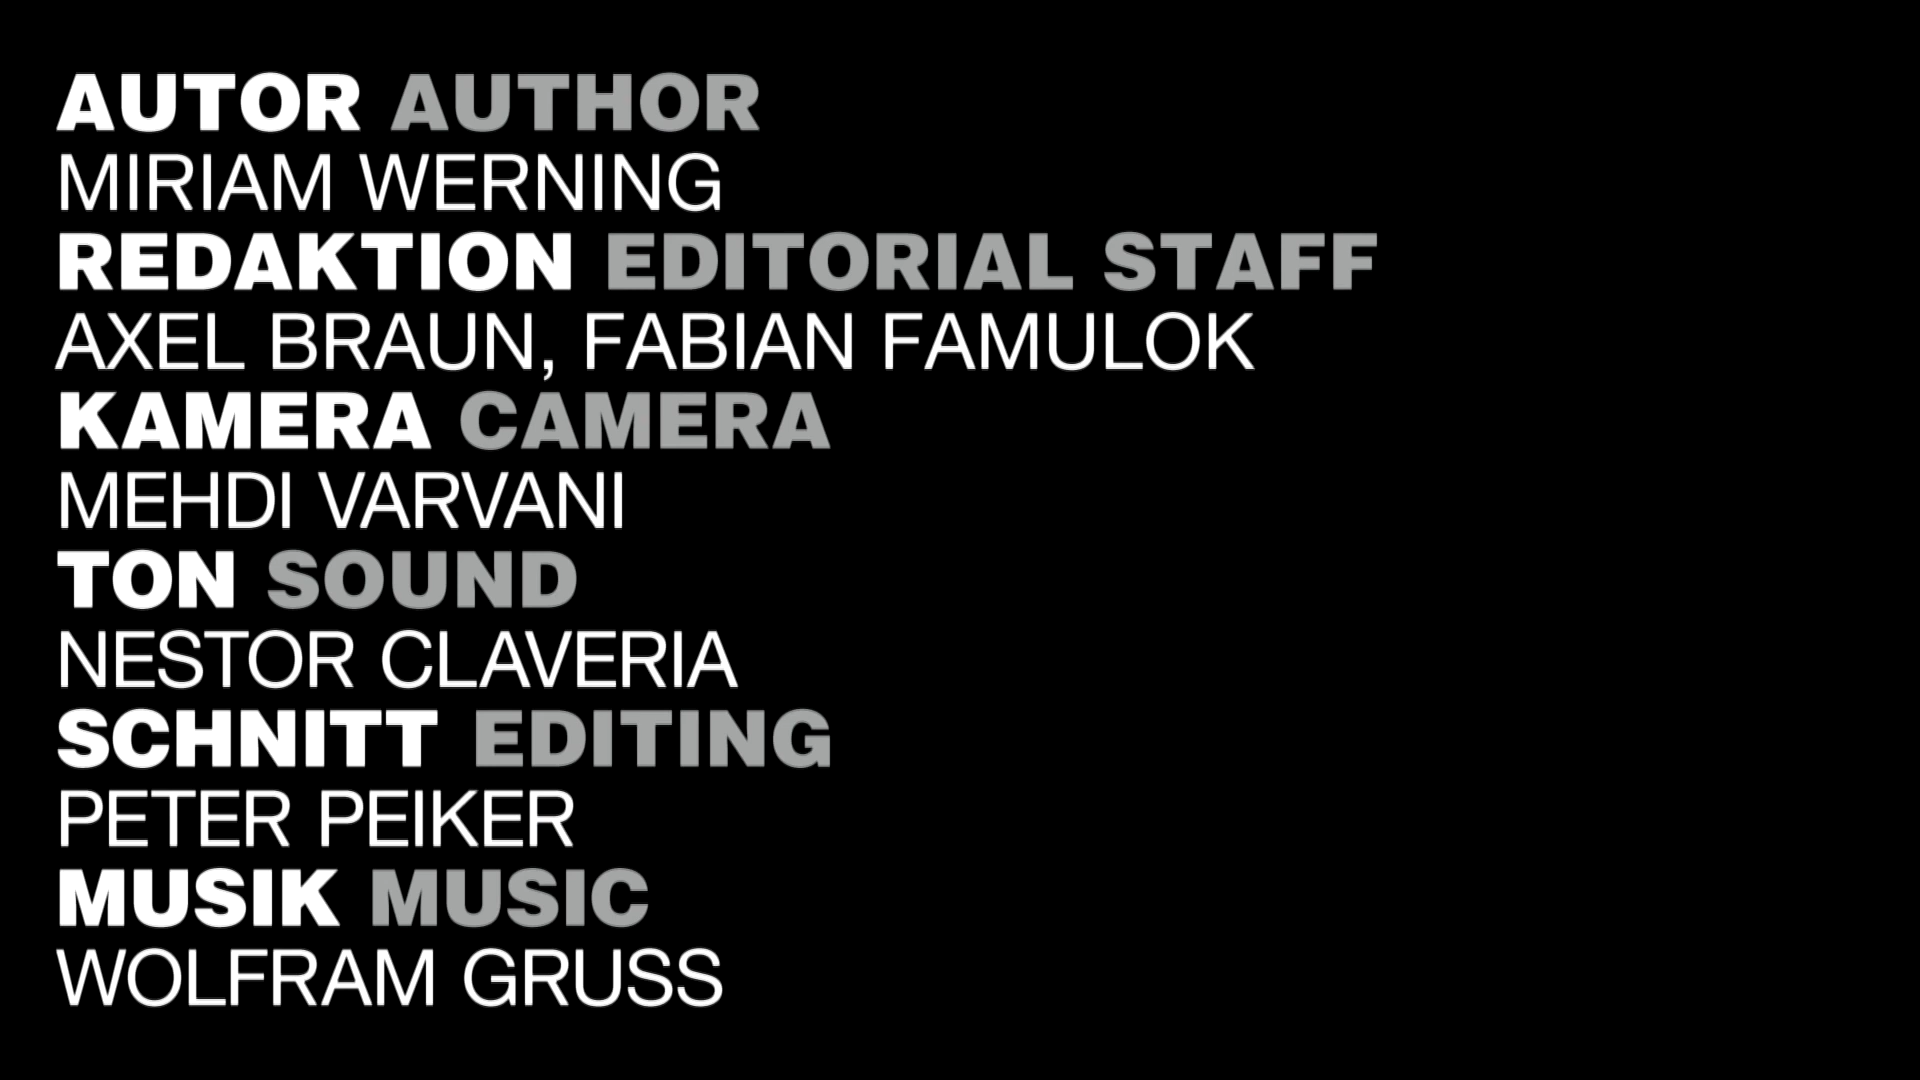 AUTOR AUTHOR
MIRIAM WERNING
REDAKTION EDITORIAL STAFF
AXEL BRAUN, FABIAN FAMULOK
KAMERA CAMERA
MEHDI VARVANI
TON SOUND
NESTOR CLAVERIA
SCHNITT EDITING
PETER PEIKER
MUSIK MUSIC
WOLFRAM GRUSS